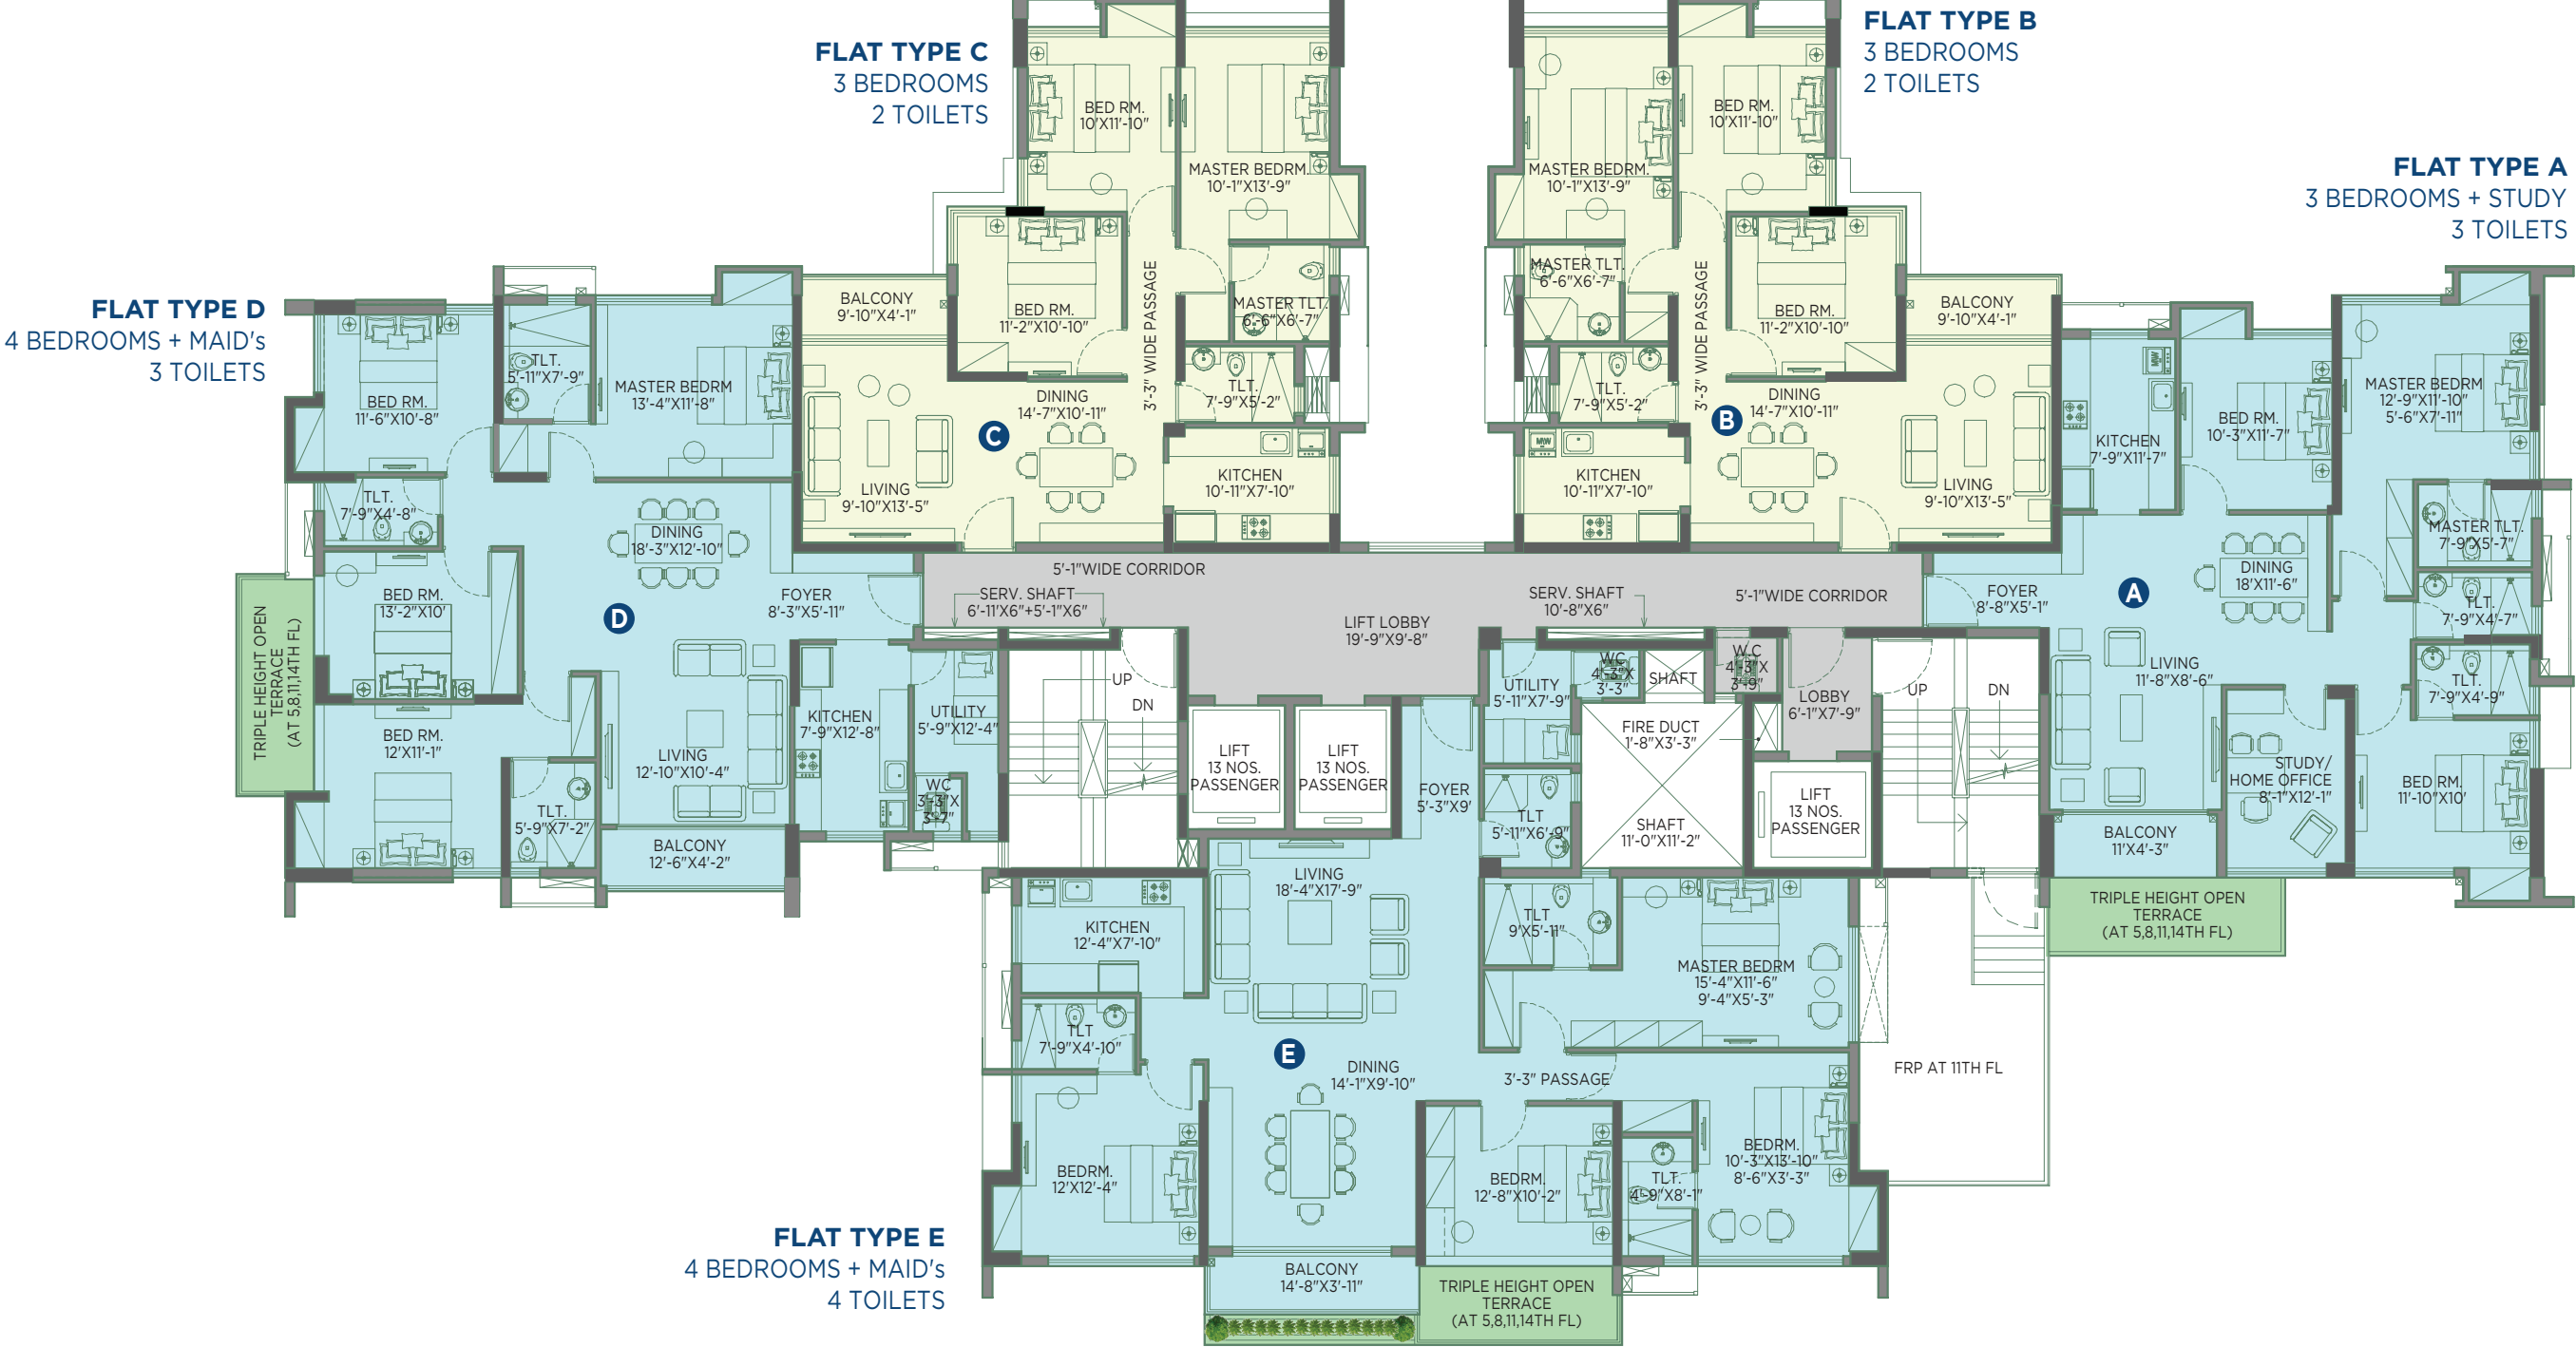 FLAT TYPE C
3 BEDROOMS
2 TOILETS
FLAT TYPE B
3 BEDROOMS
2 TOILETS
FLAT TYPE A
3 BEDROOMS + STUDY
3 TOILETS
FLAT TYPE D
4 BEDROOMS + MAID's
3 TOILETS
FLAT TYPE E
4 BEDROOMS + MAID's
4 TOILETS
BED RM.
10'X11'-10"
MASTER BEDRM.
10'-1"X13'-9"
BED RM.
11'-2"X10'-10"
3'-3" WIDE PASSAGE
MASTER TLT.
6'-6"X6'-7"
BALCONY
9'-10"X4'-1"
TLT.
7'-9"X5'-2"
DINING
14'-7"X10'-11"
C
KITCHEN
10'-11"X7'-10"
LIVING
9'-10"X13'-5"
BED RM.
10'X11'-10"
MASTER BEDRM.
10'-1"X13'-9"
MASTER TLT.
6'-6"X6'-7"
3'-3" WIDE PASSAGE
BED RM.
11'-2"X10'-10"
BALCONY
9'-10"X4'-1"
TLT.
7'-9"X5'-2"
DINING
14'-7"X10'-11"
B
MW
KITCHEN
10'-11"X7'-10"
LIVING
9'-10"X13'-5"
MW
KITCHEN
7'-9"X11'-7"
BED RM.
10'-3"X11'-7"
MASTER BEDRM
12'-9"X11'-10"
5'-6"X7'-11"
MASTER TLT.
7'-9"X5'-7"
DINING
18'X11'-6"
A
FOYER
8'-8"X5'-1"
TLT.
7'-9"X4'-7"
LIVING
11'-8"X8'-6"
TLT.
7'-9"X4'-9"
STUDY/
HOME OFFICE
8'-1"X12'-1"
BED RM.
11'-10"X10'
BALCONY
11'X4'-3"
TRIPLE HEIGHT OPEN
TERRACE
(AT 5,8,11,14TH FL)
BED RM.
11'-6"X10'-8"
TLT.
5'-11"X7'-9"
MASTER BEDRM
13'-4"X11'-8"
TLT.
7'-9"X4'-8"
DINING
18'-3"X12'-10"
BED RM.
13'-2"X10'
D
FOYER
8'-3"X5'-11"
TRIPLE HEIGHT OPEN
TERRACE
(AT 5,8,11,14TH FL)
BED RM.
12'X11'-1"
LIVING
12'-10"X10'-4"
KITCHEN
7'-9"X12'-8"
UTILITY
5'-9"X12'-4"
WC
3'-3"X
3'-7"
TLT.
5'-9"X7'-2"
BALCONY
12'-6"X4'-2"
5'-1"WIDE CORRIDOR
SERV. SHAFT
6'-11"X6"+5'-1"X6"
LIFT LOBBY
19'-9"X9'-8"
SERV. SHAFT
10'-8"X6"
5'-1"WIDE CORRIDOR
UP
DN
LIFT
13 NOS.
PASSENGER
LIFT
13 NOS.
PASSENGER
FOYER
5'-3"X9'
UTILITY
5'-11"X7'-9"
WC
4'-3"X
3'-3"
SHAFT
W.C
4'-3"X
3'-9"
LOBBY
6'-1"X7'-9"
FIRE DUCT
1'-8"X3'-3"
SHAFT
11'-0"X11'-2"
LIFT
13 NOS.
PASSENGER
UP
DN
TLT
5'-11"X6'-9"
LIVING
18'-4"X17'-9"
KITCHEN
12'-4"X7'-10"
TLT
9'X5'-11"
MASTER BEDRM
15'-4"X11'-6"
9'-4"X5'-3"
TLT
7'-9"X4'-10"
E
DINING
14'-1"X9'-10"
3'-3" PASSAGE
FRP AT 11TH FL
BEDRM.
12'X12'-4"
BEDRM.
12'-8"X10'-2"
TLT.
4'-9"X8'-1"
BEDRM.
10'-3"X13'-10"
8'-6"X3'-3"
BALCONY
14'-8"X3'-11"
TRIPLE HEIGHT OPEN
TERRACE
(AT 5,8,11,14TH FL)